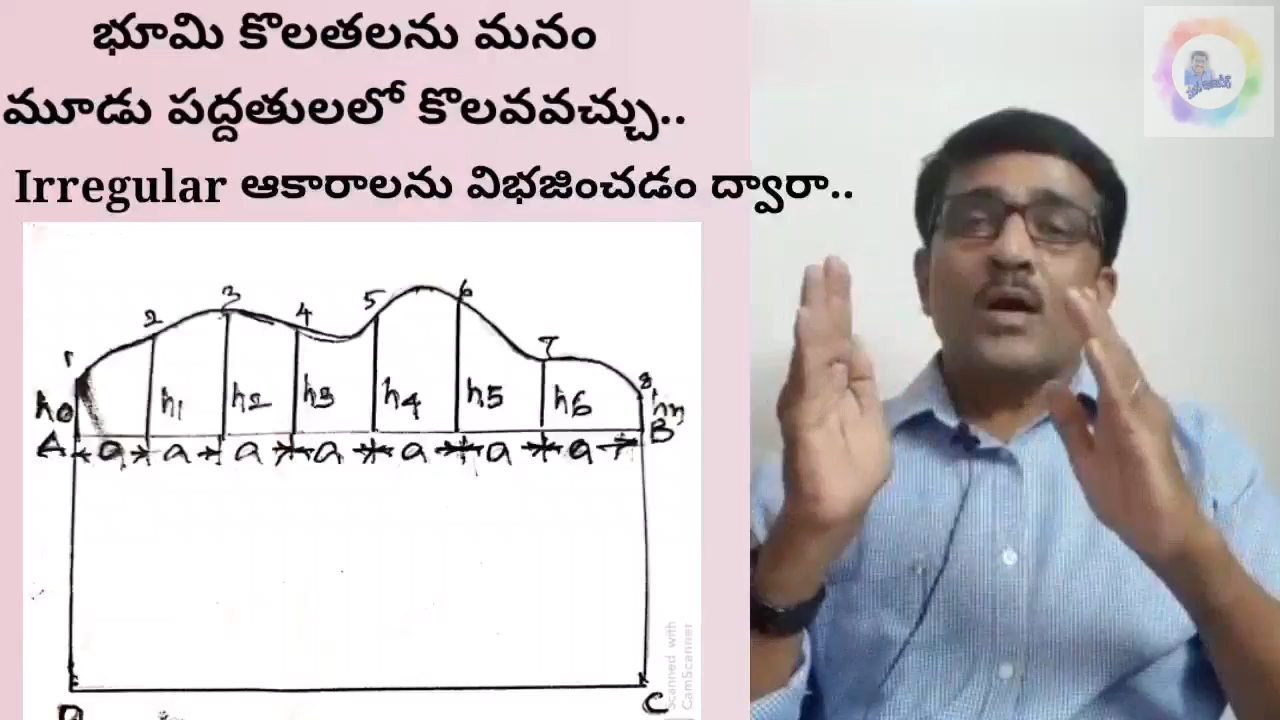 భూమి కొలతలను మనం
మూడు పద్దతులలో కొలవవచ్చు..
Irregular ఆకారాలను విభజించడం ద్వారా..
1 2 3 4 5 6 7 8
h0 h1 h2 h3 h4 h5 h6 hn
A a a a a a a a B
D C
Scanned with
CamScanner